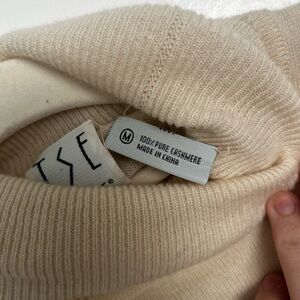 TSE
M
100% PURE CASHMERE
MADE IN CHINA